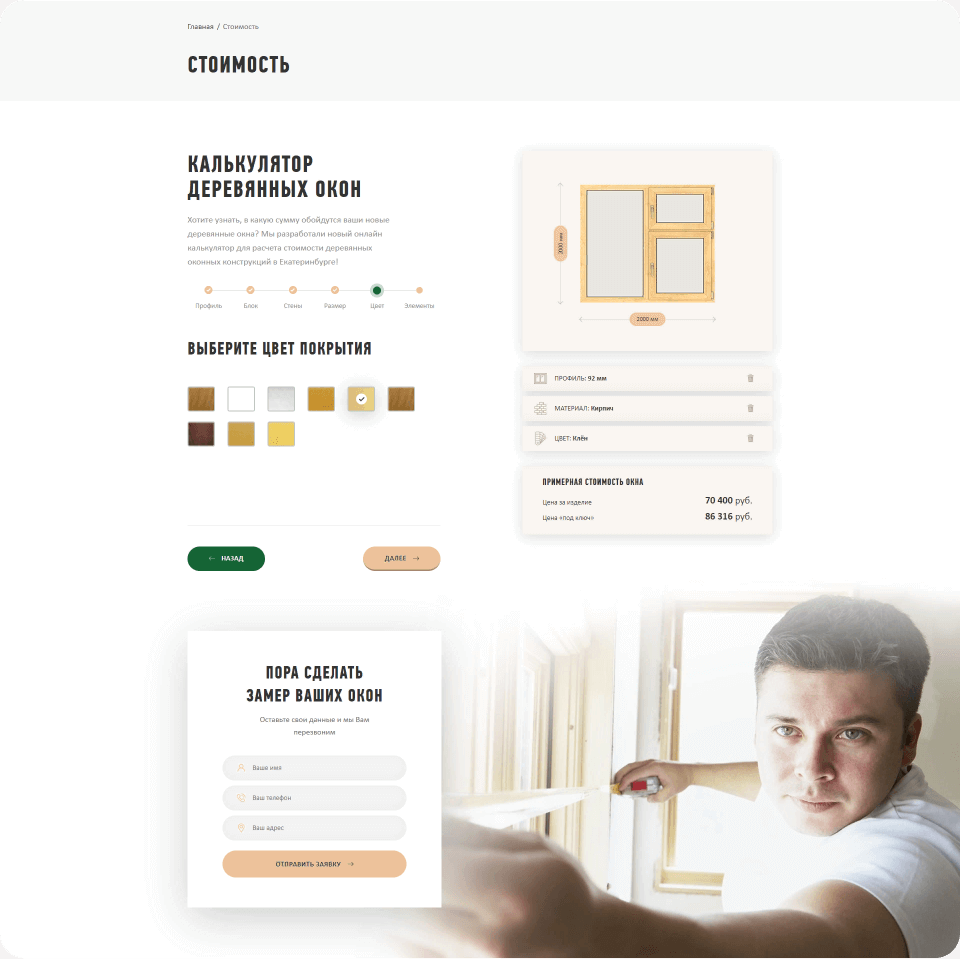 Главная / Стоимость
СТОИМОСТЬ
КАЛЬКУЛЯТОР
ДЕРЕВЯННЫХ ОКОН
Хотите узнать, в какую сумму обойдутся ваши новые
деревянные окна? Мы разработали новый онлайн
калькулятор для расчета стоимости деревянных
оконных конструкций в Екатеринбурге!
Профиль Блок Стены Размер Цвет Элементы
ВЫБЕРИТЕ ЦВЕТ ПОКРЫТИЯ
← НАЗАД
ДАЛЕЕ →
2000 мм
2000 мм
ПРОФИЛЬ: 92 мм
МАТЕРИАЛ: Кирпич
ЦВЕТ: Клён
ПРИМЕРНАЯ СТОИМОСТЬ ОКНА
Цена за изделие 70 400 руб.
Цена «под ключ» 86 316 руб.
ПОРА СДЕЛАТЬ
ЗАМЕР ВАШИХ ОКОН
Оставьте свои данные и мы Вам
перезвоним
Ваше имя
Ваш телефон
Ваш адрес
ОТПРАВИТЬ ЗАЯВКУ →